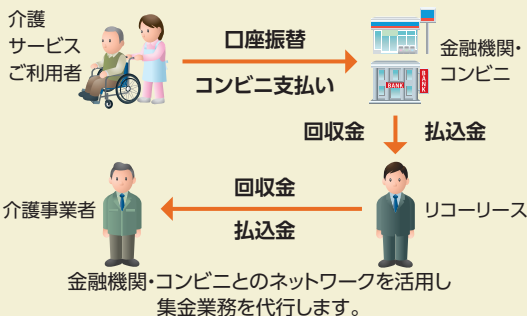 介護
サービス
ご利用者
口座振替
コンビニ支払い
BANK
BANK
金融機関・
コンビニ
回収金
払込金
介護事業者
回収金
払込金
リコーリース
金融機関・コンビニとのネットワークを活用し
集金業務を代行します。